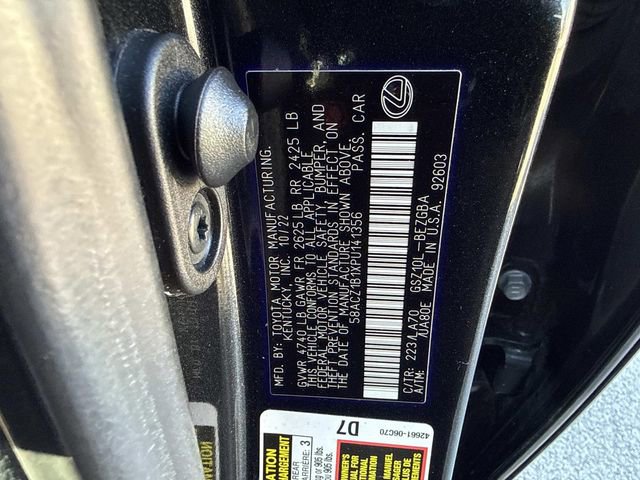 MFD. BY: TOYOTA MOTOR MANUFACTURING.
KENTUCKY, INC. 10/22
GVWR 4740 LB GAWR FR 2625 LB RR 2425 LB
THIS VEHICLE CONFORMS TO ALL APPLICABLE
FEDERAL MOTOR VEHICLE SAFETY, BUMPER, AND
THEFT PREVENTION STANDARDS IN EFFECT ON
THE DATE OF MANUFACTURE SHOWN ABOVE.
58ACZ1B1XPU141356 PASS. CAR
C/TR: 223/LA70 GSZ10L-BEZGBA
A/TM: /UA80E MADE IN U.S.A. 92603
D7
42661-06C70
REAR
ARRIÈRE: 3